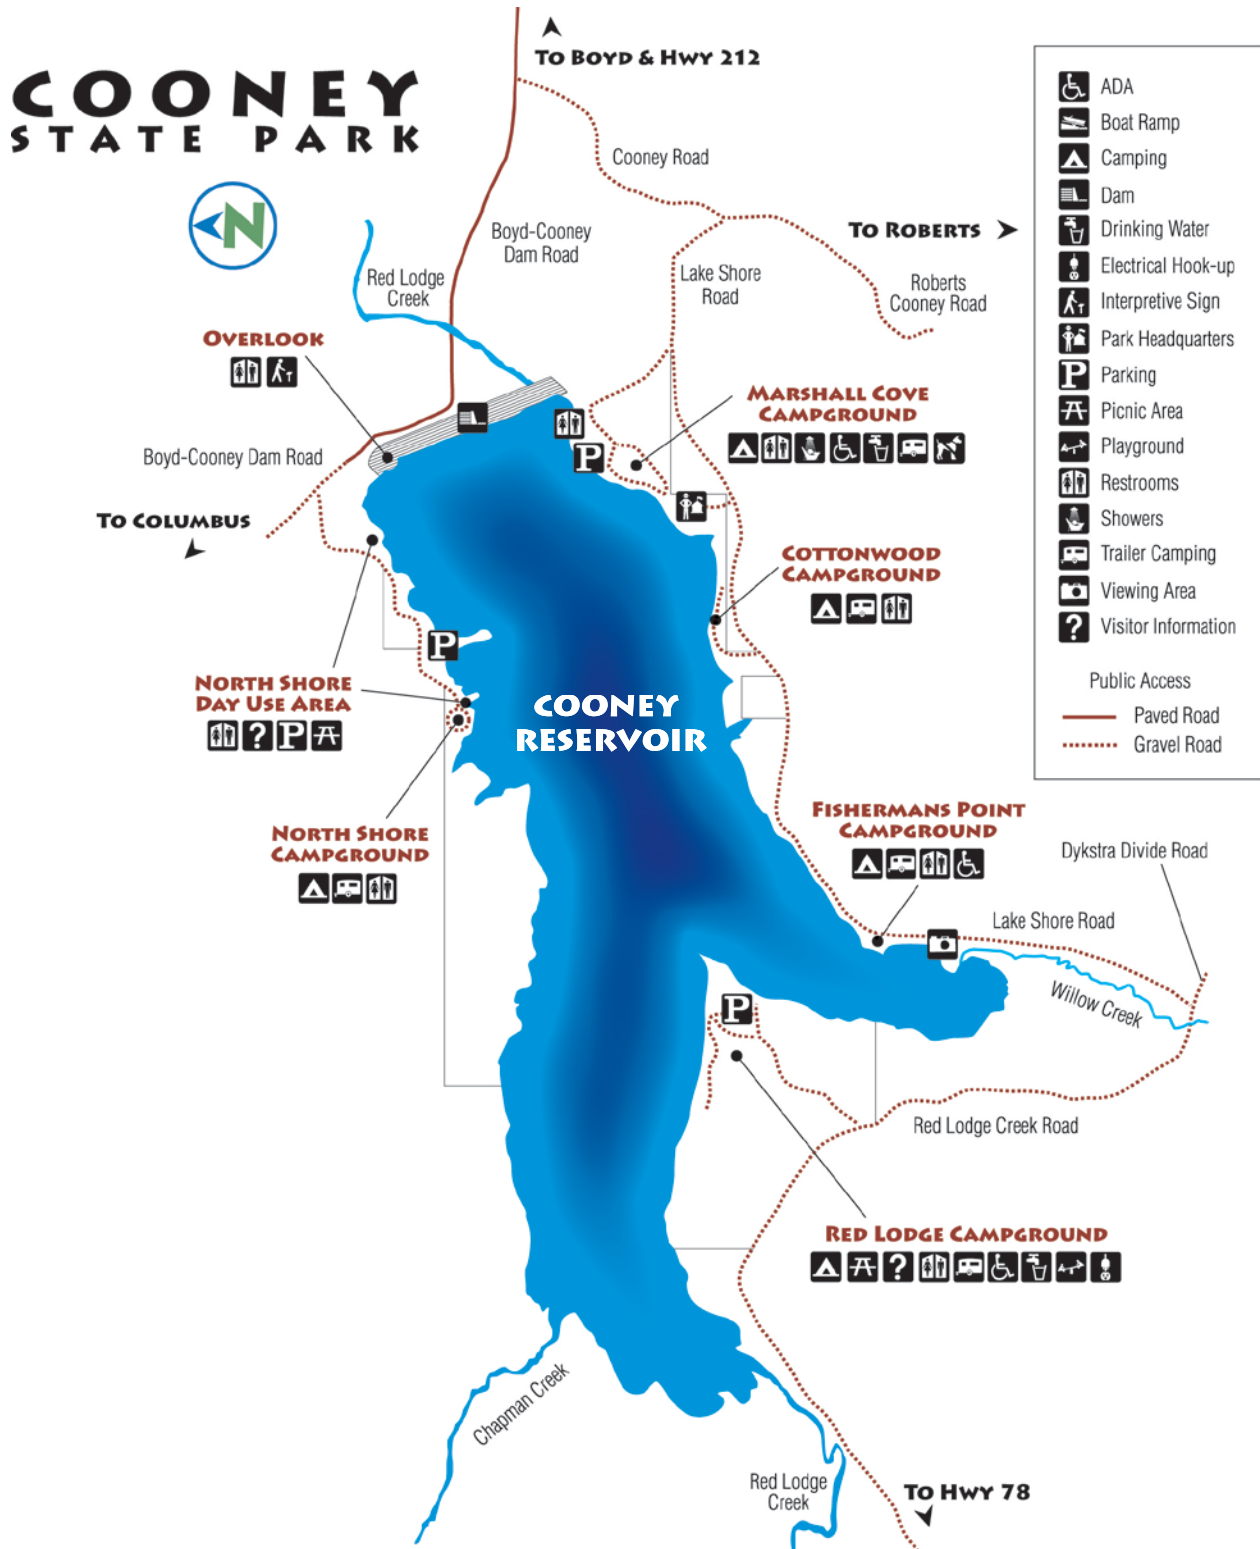 COONEY
STATE PARK
N
TO BOYD & HWY 212
Cooney Road
Boyd-Cooney
Dam Road
TO ROBERTS
Red Lodge
Creek
Lake Shore
Road
Roberts
Cooney Road
OVERLOOK
MARSHALL COVE
CAMPGROUND
Boyd-Cooney Dam Road
P
TO COLUMBUS
COTTONWOOD
CAMPGROUND
P
NORTH SHORE
DAY USE AREA
? P
COONEY
RESERVOIR
NORTH SHORE
CAMPGROUND
FISHERMANS POINT
CAMPGROUND
Dykstra Divide Road
Lake Shore Road
Willow Creek
P
Red Lodge Creek Road
RED LODGE CAMPGROUND
?
Chapman Creek
Red Lodge
Creek
TO HWY 78
ADA
Boat Ramp
Camping
Dam
Drinking Water
Electrical Hook-up
Interpretive Sign
Park Headquarters
P Parking
Picnic Area
Playground
Restrooms
Showers
Trailer Camping
Viewing Area
? Visitor Information
Public Access
Paved Road
Gravel Road